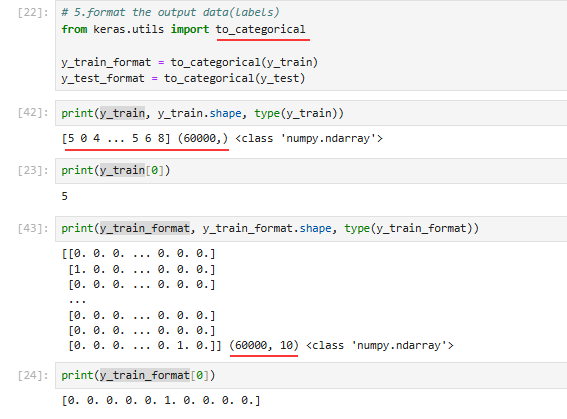 [22]: # 5.format the output data(labels)
from keras.utils import to_categorical
y_train_format = to_categorical(y_train)
y_test_format = to_categorical(y_test)
[42]: print(y_train, y_train.shape, type(y_train))
[5 0 4 ... 5 6 8] (60000,) <class 'numpy.ndarray'>
[23]: print(y_train[0])
5
[43]: print(y_train_format, y_train_format.shape, type(y_train_format))
[[0. 0. 0. ... 0. 0. 0.]
[1. 0. 0. ... 0. 0. 0.]
[0. 0. 0. ... 0. 0. 0.]
...
[0. 0. 0. ... 0. 0. 0.]
[0. 0. 0. ... 0. 0. 0.]
[0. 0. 0. ... 0. 1. 0.]] (60000, 10) <class 'numpy.ndarray'>
[24]: print(y_train_format[0])
[0. 0. 0. 0. 0. 1. 0. 0. 0. 0.]